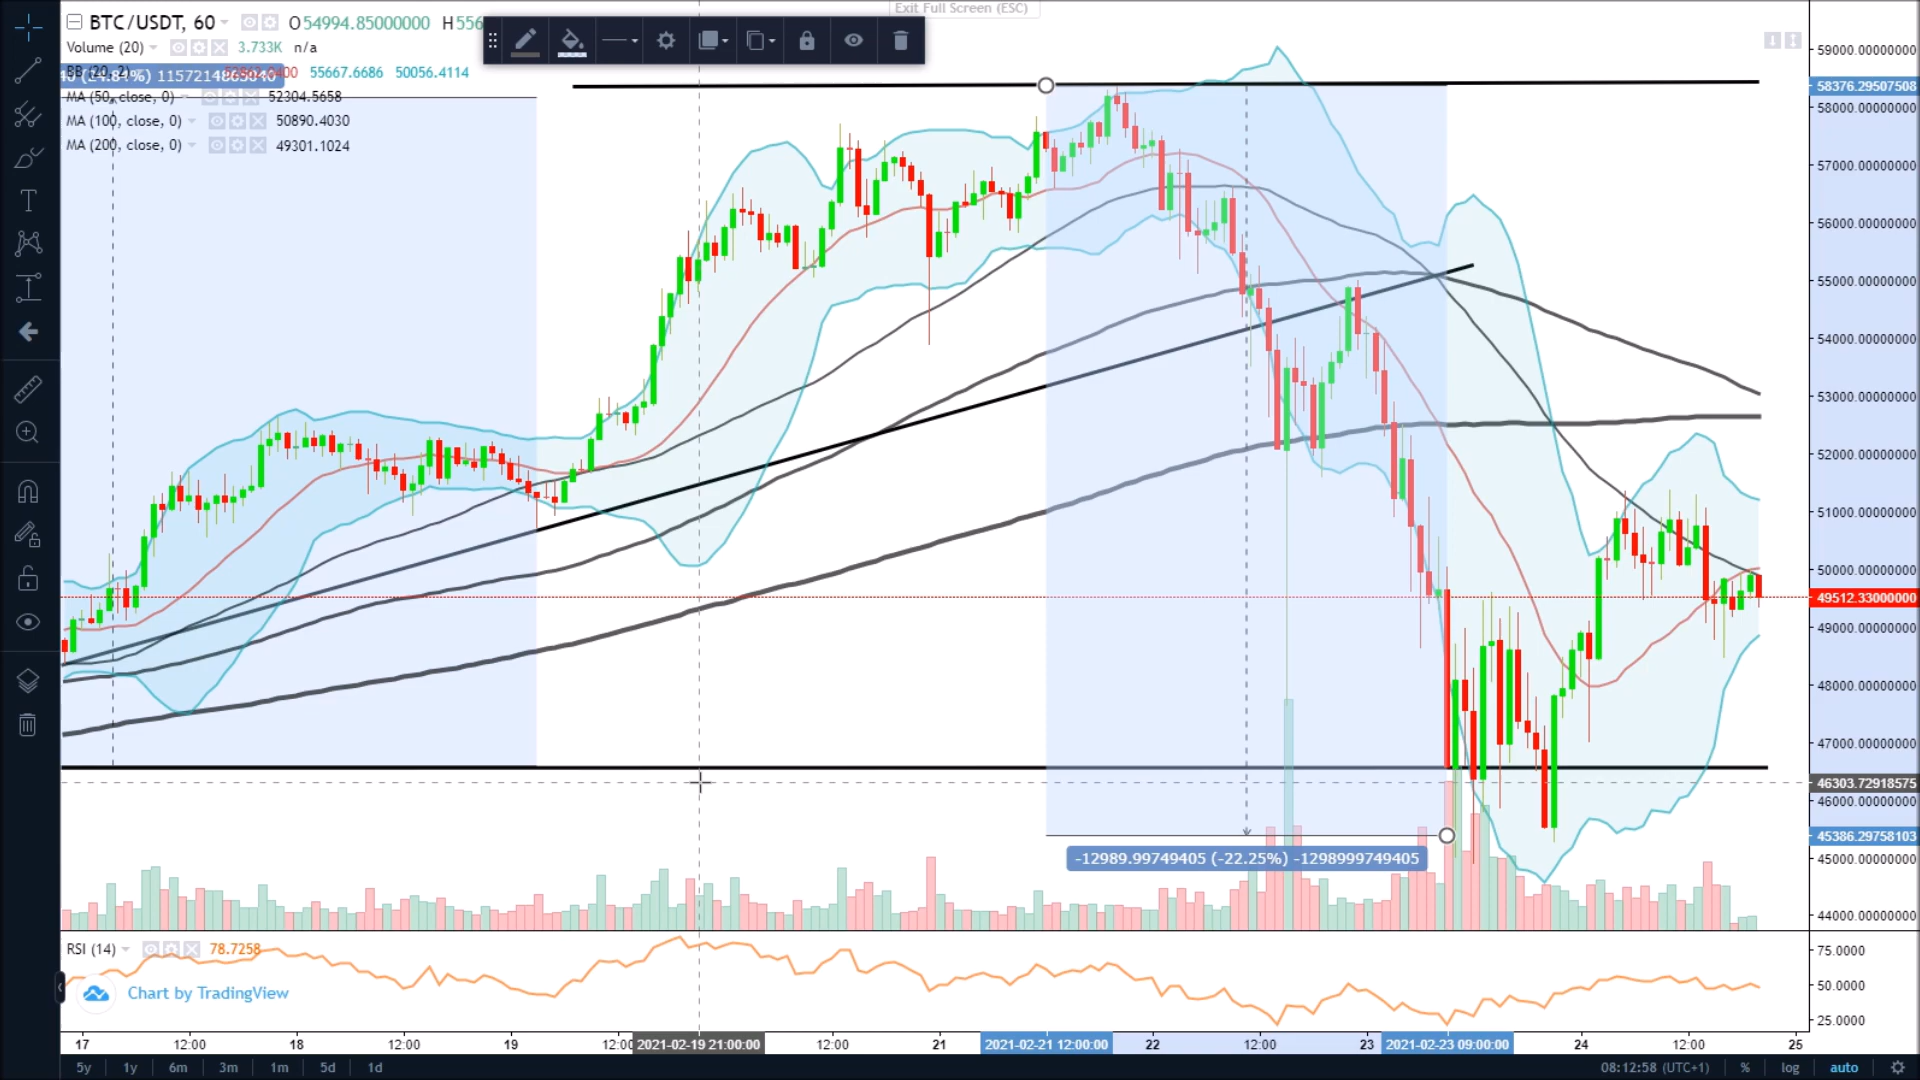 Exit Full Screen (ESC)
BTC/USDT, 60 O54994.85000000 H556
Volume (20) 3.733K n/a
BB (20, 2) 55667.6686 50056.4114
MA (50, close, 0) 52304.5658
MA (100, close, 0) 50890.4030
MA (200, close, 0) 49301.1024
59000.00000000
58376.29507508
58000.00000000
57000.00000000
56000.00000000
55000.00000000
54000.00000000
53000.00000000
52000.00000000
51000.00000000
50000.00000000
49512.33000000
49000.00000000
48000.00000000
47000.00000000
46303.72918575
46000.00000000
45386.29758103
45000.00000000
44000.00000000
-12989.99749405 (-22.25%) -1298999749405
RSI (14) 78.7258
75.0000
50.0000
25.0000
Chart by TradingView
17 12:00 18 12:00 19 12:00 2021-02-19 21:00:00 12:00 21 2021-02-21 12:00:00 22 12:00 23 2021-02-23 09:00:00 24 12:00 25
5y 1y 6m 3m 1m 5d 1d 08:12:58 (UTC+1) % log auto